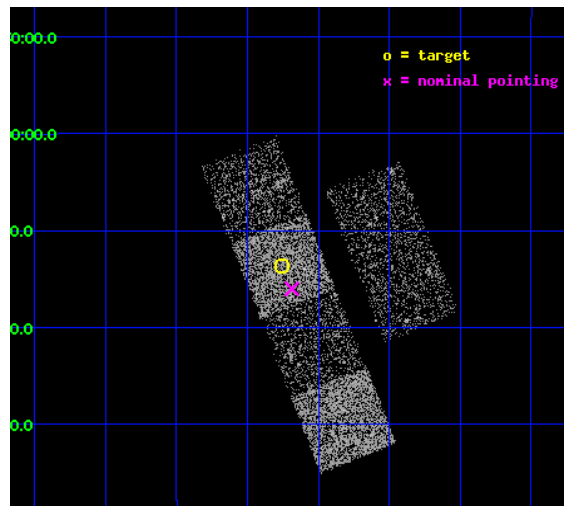 0:00.0
o = target
x = nominal pointing
0:00.0
0.0
0.0
0.0